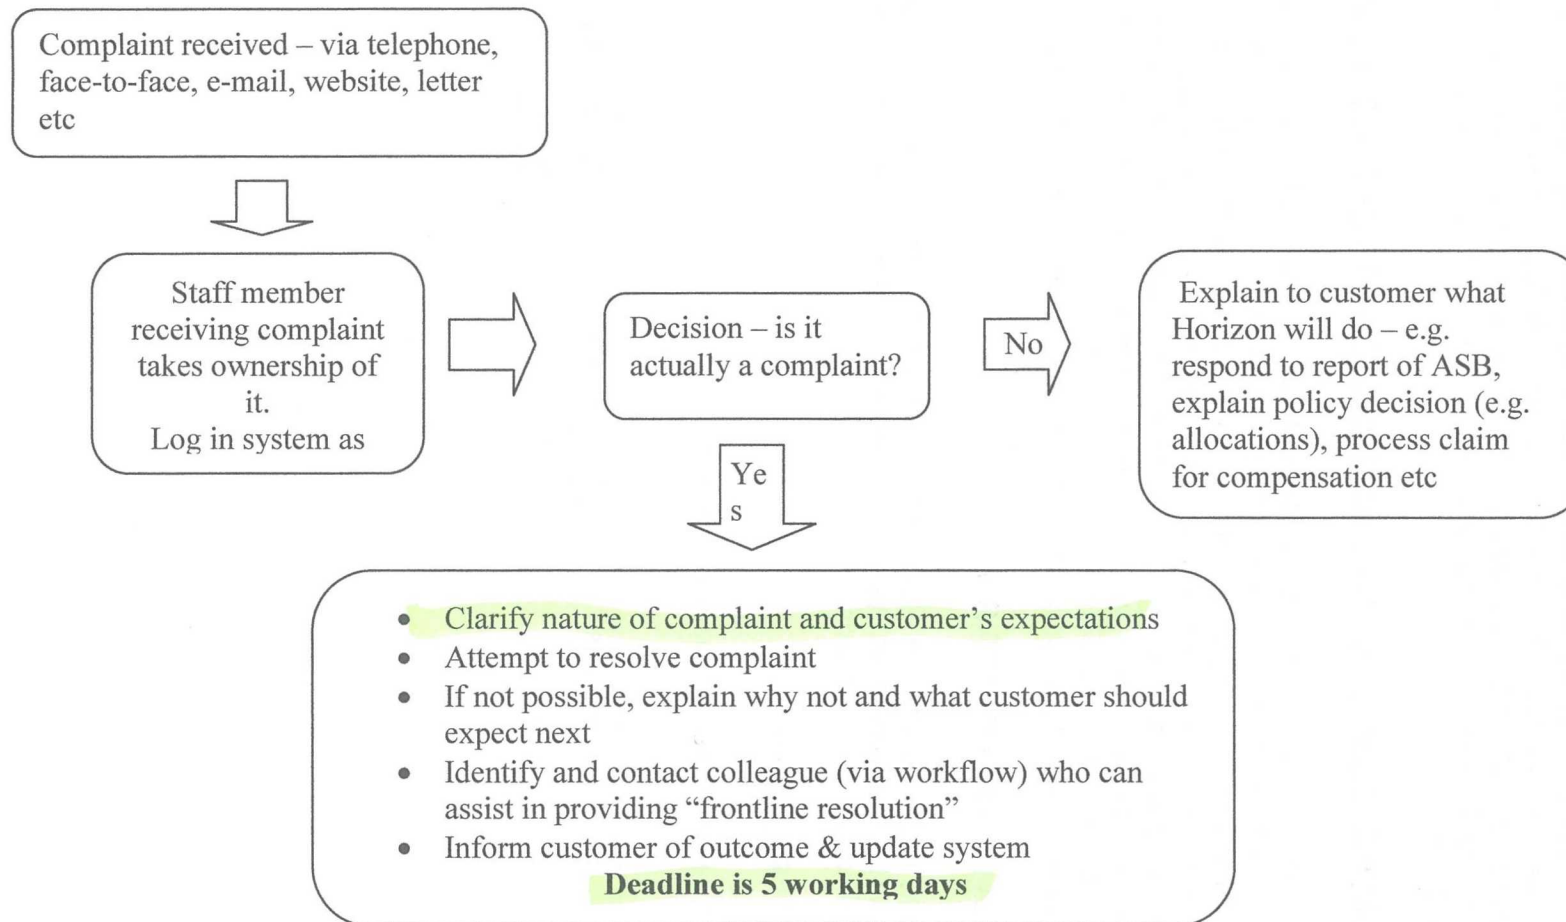 Complaint received – via telephone,
face-to-face, e-mail, website, letter
etc
Staff member
receiving complaint
takes ownership of
it.
Log in system as
Decision – is it
actually a complaint?
No
Explain to customer what
Horizon will do – e.g.
respond to report of ASB,
explain policy decision (e.g.
allocations), process claim
for compensation etc
Ye
s
• Clarify nature of complaint and customer’s expectations
• Attempt to resolve complaint
• If not possible, explain why not and what customer should
expect next
• Identify and contact colleague (via workflow) who can
assist in providing “frontline resolution”
• Inform customer of outcome & update system
Deadline is 5 working days